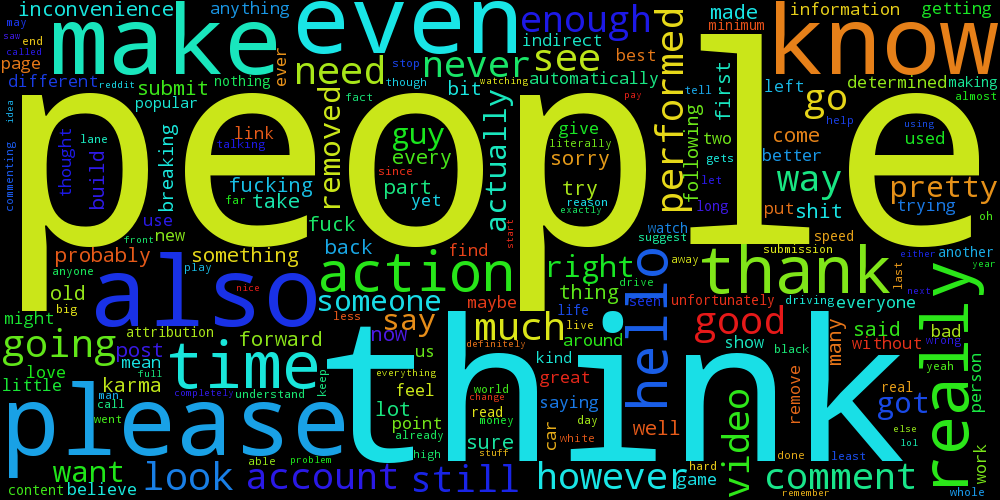 inconvenience
anything
make
even
enough
performed
made
minimum
information
getting
may
saw
called
end
page
ever
need
never
see
indirect
best
know
different
reddit
submit
nothing
stop
though
watching
automatically
bit
tell
first
left
determined
making
almost
popular
removed
fact
pay
go
idea
people
thought
lane
link
talking
guy
actually
give
literally
following
two
come
using
help
used
commenting
build
breaking
since
every
sorry
gets
better
fucking
part
try
reason
let
way
pretty
far
take
yet
exactly
long
put
shit
trying
use
new
fuck
start
watch
suggest
speed
oh
front
back
submission
probably
something
find
away
thank
either
another
year
anyone
play
action
right
drive
hello
last
next
really
old
also
nice
someone
maybe
thing
seen
unfortunately
driving
everyone
big
less
say
much
life
live
good
might
attribution
forward
now
definitely
around
show
many
said
bad
wrong
going
post
time
us
think
kind
black
without
yeah
love
mean
full
keep
everything
great
remove
real
person
little
karma
completely
understand
feel
world
change
saying
got
man
call
please
lot
read
money
day
video
else
went
point
already
sure
car
white
well
lol
want
able
problem
high
stuff
done
least
work
content
believe
look
account
still
however
game
hard
remember
comment
whole